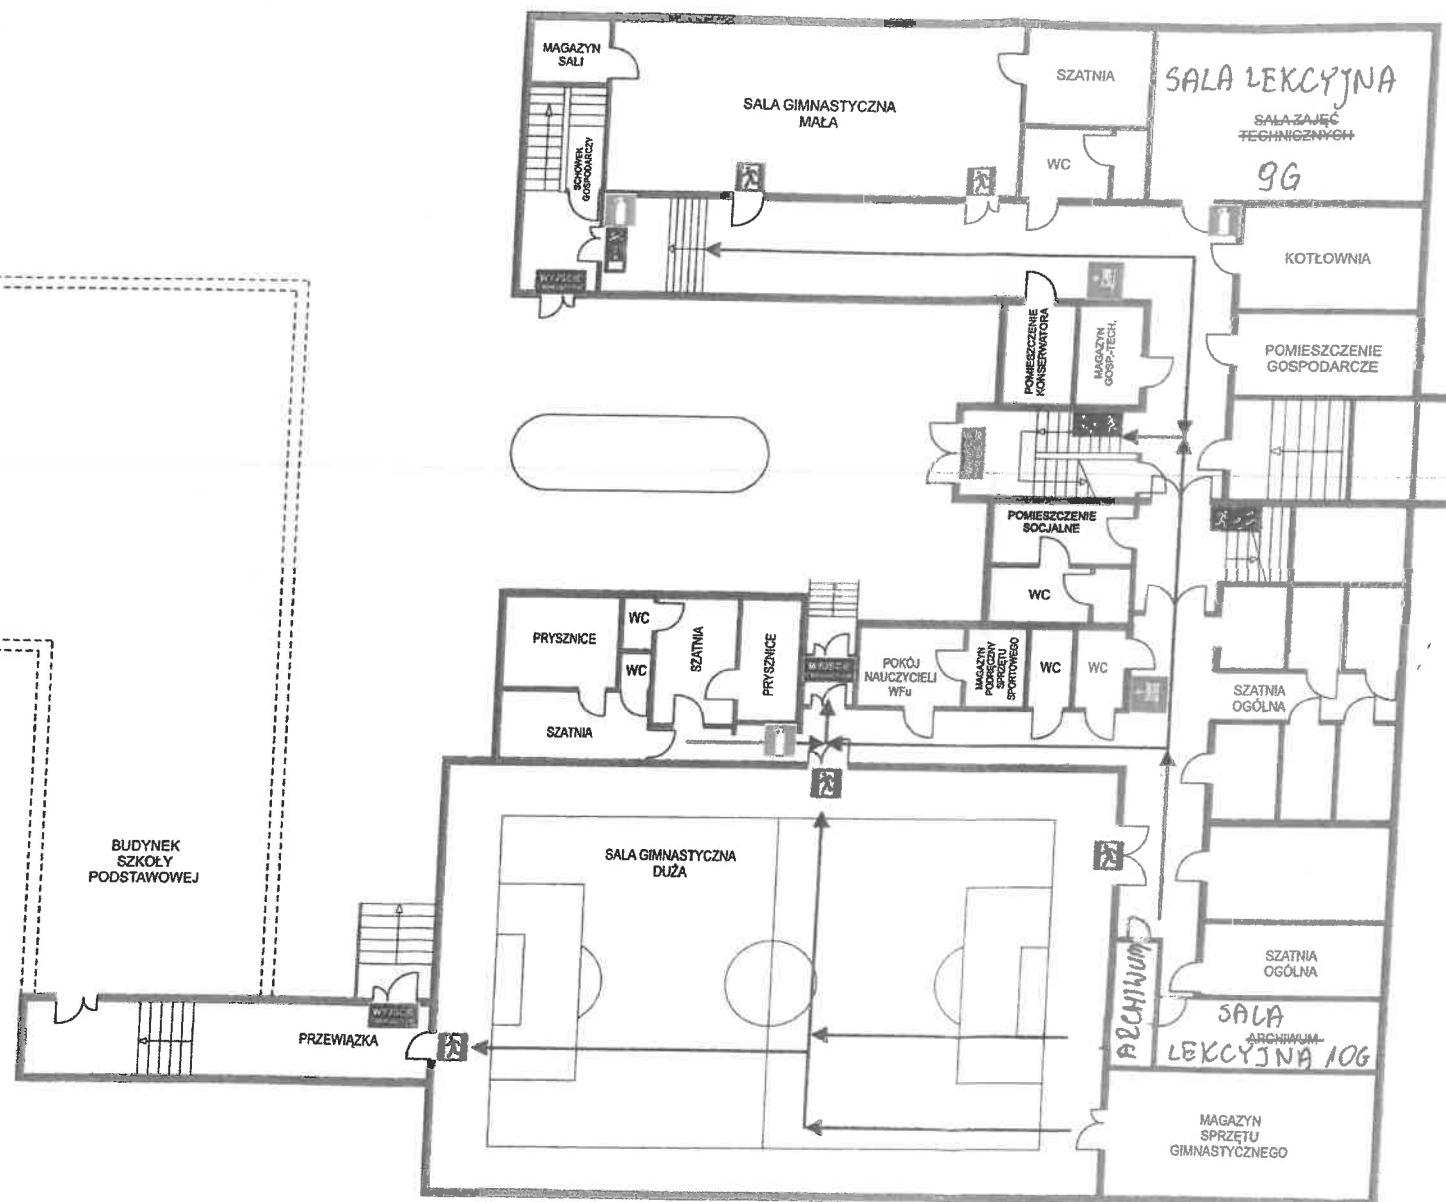 MAGAZYN
SALI
SALA GIMNASTYCZNA
MAŁA
SZATNIA
SALA LEKCYJNA
SALA ZAJĘĆ
TECHNICZNYCH
9G
SCHOWEK
GOSPODARCZY
WC
KOTŁOWNIA
WYJŚCIE
POMIESZCZENIE
KONSERWATORA
MAGAZYN
GOSP.-TECH.
POMIESZCZENIE
GOSPODARCZE
POMIESZCZENIE
SOCJALNE
WC
PRYSZNICE
WC
WC
SZATNIA
PRYSZNICE
WYJŚCIE
POKÓJ
NAUCZYCIELI
WFu
MAGAZYN
PODRĘCZNY
SPRZĘTU
SPORTOWEGO
WC
WC
SZATNIA
OGÓLNA
SZATNIA
BUDYNEK
SZKOŁY
PODSTAWOWEJ
SALA GIMNASTYCZNA
DUŻA
SZATNIA
OGÓLNA
ARCHIWUM
SALA
ARCHIWUM
LEKCYJNA 10G
WYJŚCIE
PRZEWIĄZKA
MAGAZYN
SPRZĘTU
GIMNASTYCZNEGO